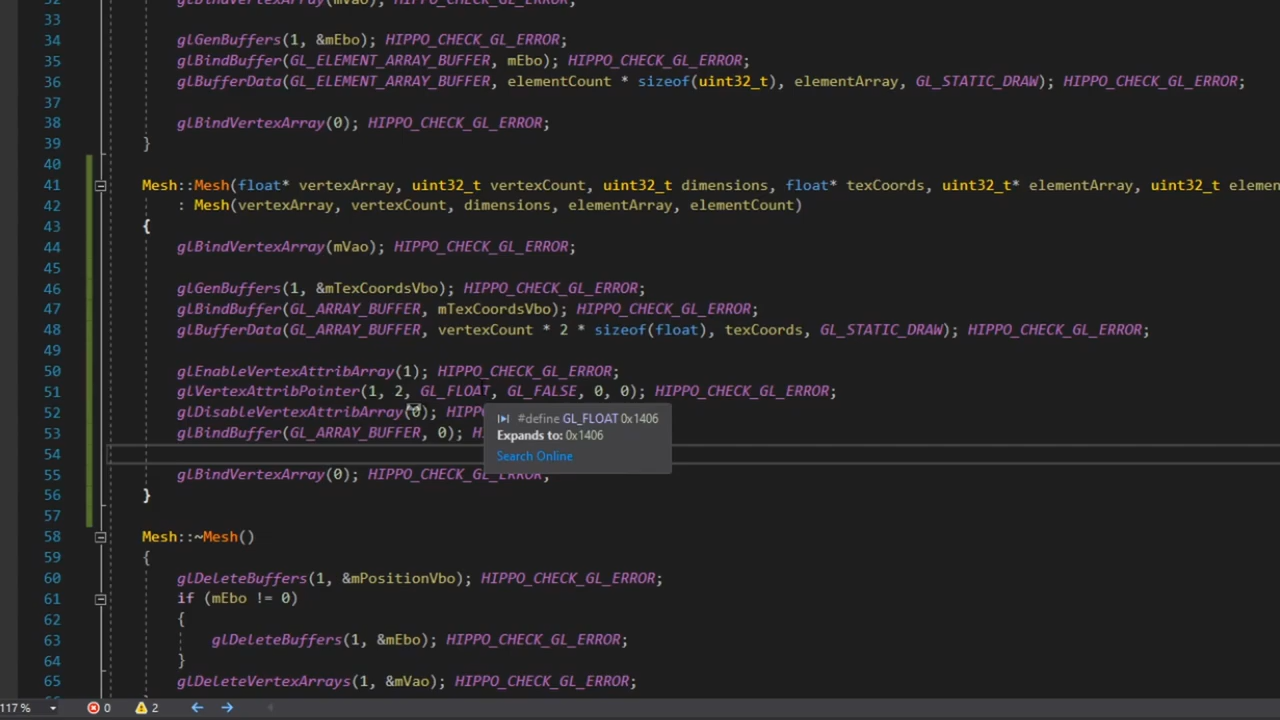 32 glBindVertexArray(mVao); HIPPO_CHECK_GL_ERROR;
33
34 glGenBuffers(1, &mEbo); HIPPO_CHECK_GL_ERROR;
35 glBindBuffer(GL_ELEMENT_ARRAY_BUFFER, mEbo); HIPPO_CHECK_GL_ERROR;
36 glBufferData(GL_ELEMENT_ARRAY_BUFFER, elementCount * sizeof(uint32_t), elementArray, GL_STATIC_DRAW); HIPPO_CHECK_GL_ERROR;
37
38 glBindVertexArray(0); HIPPO_CHECK_GL_ERROR;
39 }
40
41 Mesh::Mesh(float* vertexArray, uint32_t vertexCount, uint32_t dimensions, float* texCoords, uint32_t* elementArray, uint32_t elemen
42 : Mesh(vertexArray, vertexCount, dimensions, elementArray, elementCount)
43 {
44 glBindVertexArray(mVao); HIPPO_CHECK_GL_ERROR;
45
46 glGenBuffers(1, &mTexCoordsVbo); HIPPO_CHECK_GL_ERROR;
47 glBindBuffer(GL_ARRAY_BUFFER, mTexCoordsVbo); HIPPO_CHECK_GL_ERROR;
48 glBufferData(GL_ARRAY_BUFFER, vertexCount * 2 * sizeof(float), texCoords, GL_STATIC_DRAW); HIPPO_CHECK_GL_ERROR;
49
50 glEnableVertexAttribArray(1); HIPPO_CHECK_GL_ERROR;
51 glVertexAttribPointer(1, 2, GL_FLOAT, GL_FALSE, 0, 0); HIPPO_CHECK_GL_ERROR;
52 glDisableVertexAttribArray(0); HIPP
#define GL_FLOAT 0x1406
53 glBindBuffer(GL_ARRAY_BUFFER, 0); H
Expands to: 0x1406
54
Search Online
55 glBindVertexArray(0); HIPPO_CHECK_GL_ERROR;
56 }
57
58 Mesh::~Mesh()
59 {
60 glDeleteBuffers(1, &mPositionVbo); HIPPO_CHECK_GL_ERROR;
61 if (mEbo != 0)
62 {
63 glDeleteBuffers(1, &mEbo); HIPPO_CHECK_GL_ERROR;
64 }
65 glDeleteVertexArrays(1, &mVao); HIPPO_CHECK_GL_ERROR;
117 % 0 2